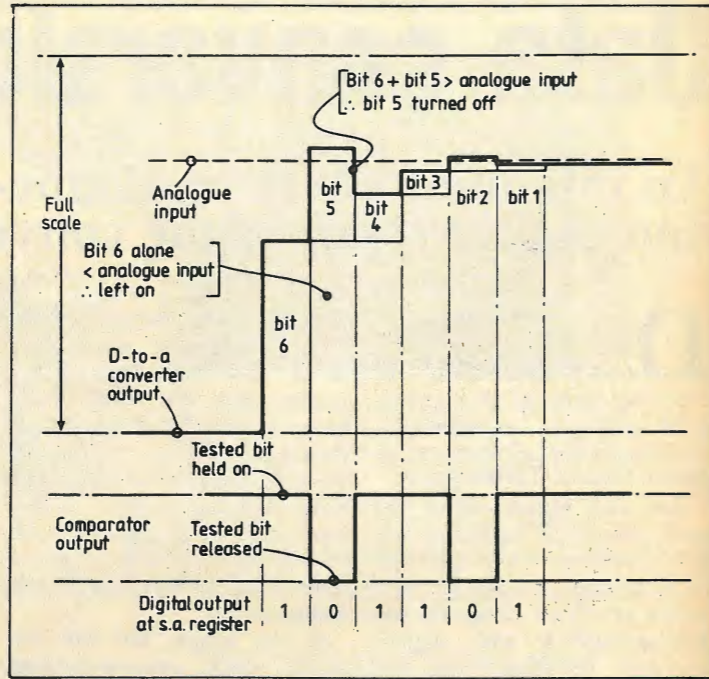 Bit 6 + bit 5 > analogue input
∴ bit 5 turned off
Analogue
input
Full
scale
bit
5
bit
4
bit 3
bit 2
bit 1
Bit 6 alone
< analogue input
∴ left on
bit
6
D-to-a
converter
output
Tested bit
held on
Comparator
output
Tested bit
released
Digital output
at s.a. register
1 0 1 1 0 1